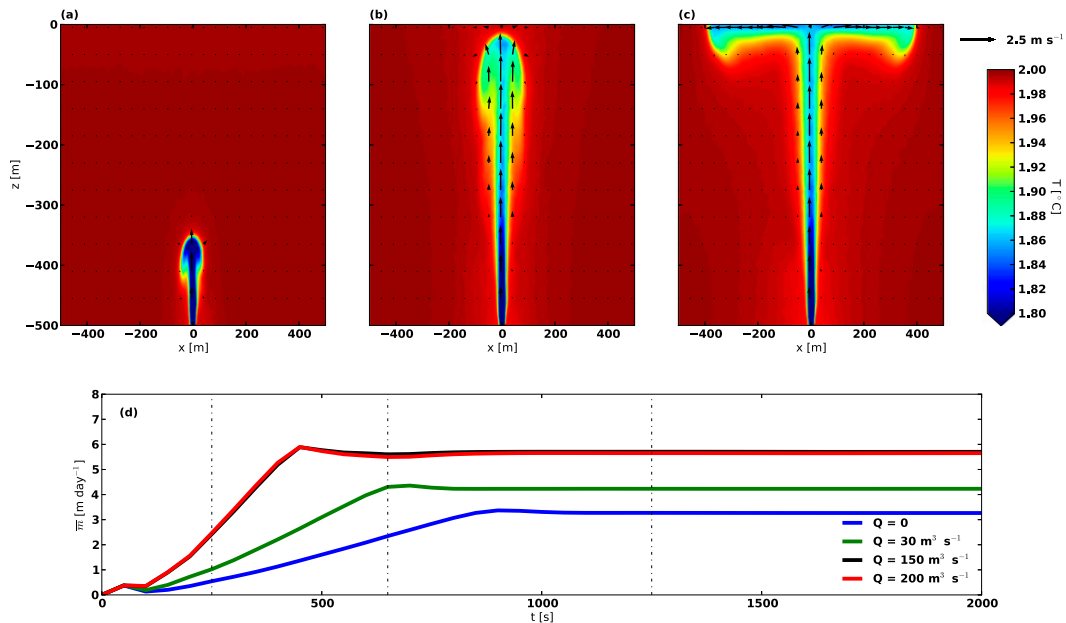 (a) (b) (c)
2.5 m s⁻¹
0
−100
−200
−300
−400
−500
z [m]
−400 −200 0 200 400
x [m]
−400 −200 0 200 400
x [m]
−400 −200 0 200 400
x [m]
2.00
1.98
1.96
1.94
1.92
1.90
1.88
1.86
1.84
1.82
1.80
T [°C]
(d)
8
7
6
5
4
3
2
1
0
m̅ [m day⁻¹]
Q = 0
Q = 30 m³ s⁻¹
Q = 150 m³ s⁻¹
Q = 200 m³ s⁻¹
0 500 1000 1500 2000
t [s]